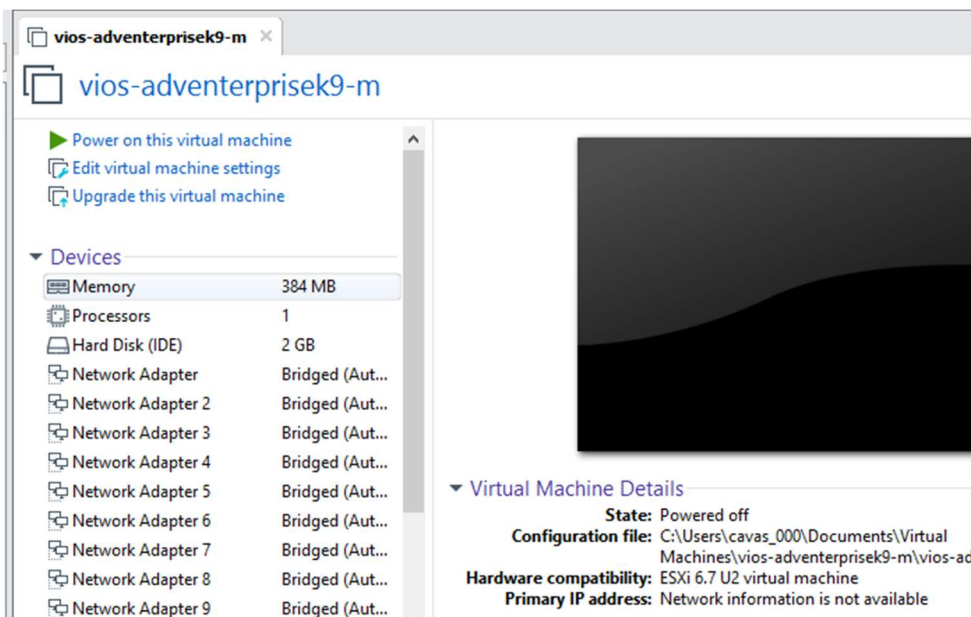 vios-adventerprisek9-m
vios-adventerprisek9-m
Power on this virtual machine
Edit virtual machine settings
Upgrade this virtual machine
Devices
Memory 384 MB
Processors 1
Hard Disk (IDE) 2 GB
Network Adapter Bridged (Aut...
Network Adapter 2 Bridged (Aut...
Network Adapter 3 Bridged (Aut...
Network Adapter 4 Bridged (Aut...
Network Adapter 5 Bridged (Aut...
Network Adapter 6 Bridged (Aut...
Network Adapter 7 Bridged (Aut...
Network Adapter 8 Bridged (Aut...
Network Adapter 9 Bridged (Aut...
Virtual Machine Details
State: Powered off
Configuration file: C:\Users\cavas_000\Documents\Virtual
Machines\vios-adventerprisek9-m\vios-ad
Hardware compatibility: ESXi 6.7 U2 virtual machine
Primary IP address: Network information is not available